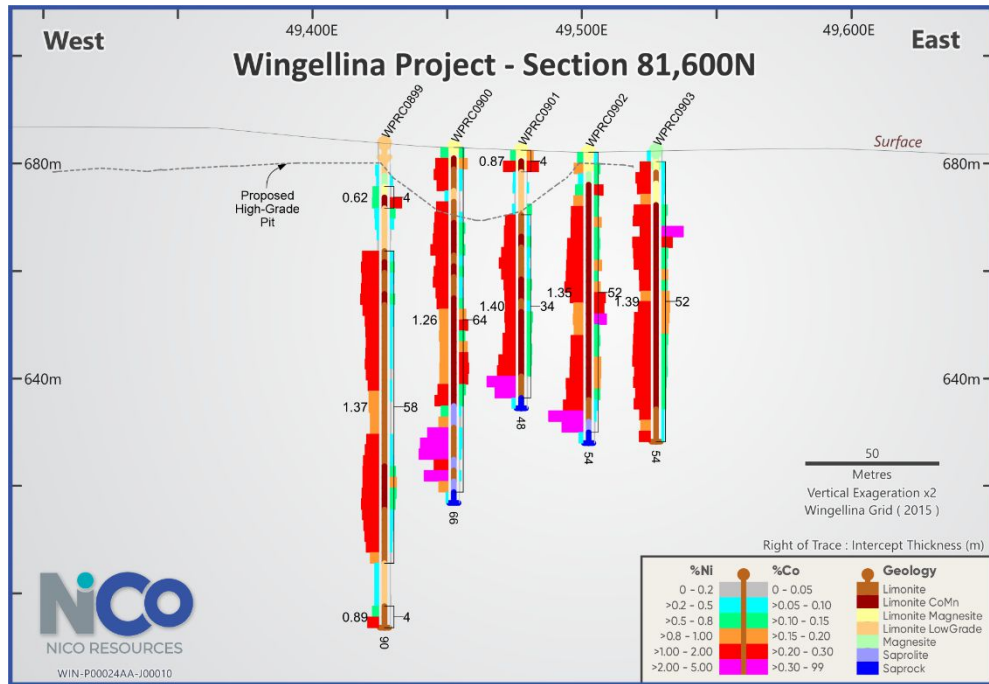 49,400E
49,500E
49,600E
West
East
Wingellina Project - Section 81,600N
WPRC0899
WPRC0900
WPRC0901
WPRC0902
WPRC0903
Surface
680m
680m
0.87
4
Proposed
High-Grade
Pit
0.62
4
1.26
64
1.40
34
1.35
52
1.39
52
640m
640m
1.37
58
48
54
54
66
0.89
4
90
50
Metres
Vertical Exageration x2
Wingellina Grid ( 2015 )
Right of Trace : Intercept Thickness (m)
%Ni %Co Geology
0 - 0.2 0 - 0.05 Limonite
>0.2 - 0.5 >0.05 - 0.10 Limonite CoMn
>0.5 - 0.8 >0.10 - 0.15 Limonite Magnesite
>0.8 - 1.00 >0.15 - 0.20 Limonite LowGrade
>1.00 - 2.00 >0.20 - 0.30 Magnesite
>2.00 - 5.00 >0.30 - 99 Saprolite
Saprock
NiCo
NICO RESOURCES
WIN-P00024AA-J00010